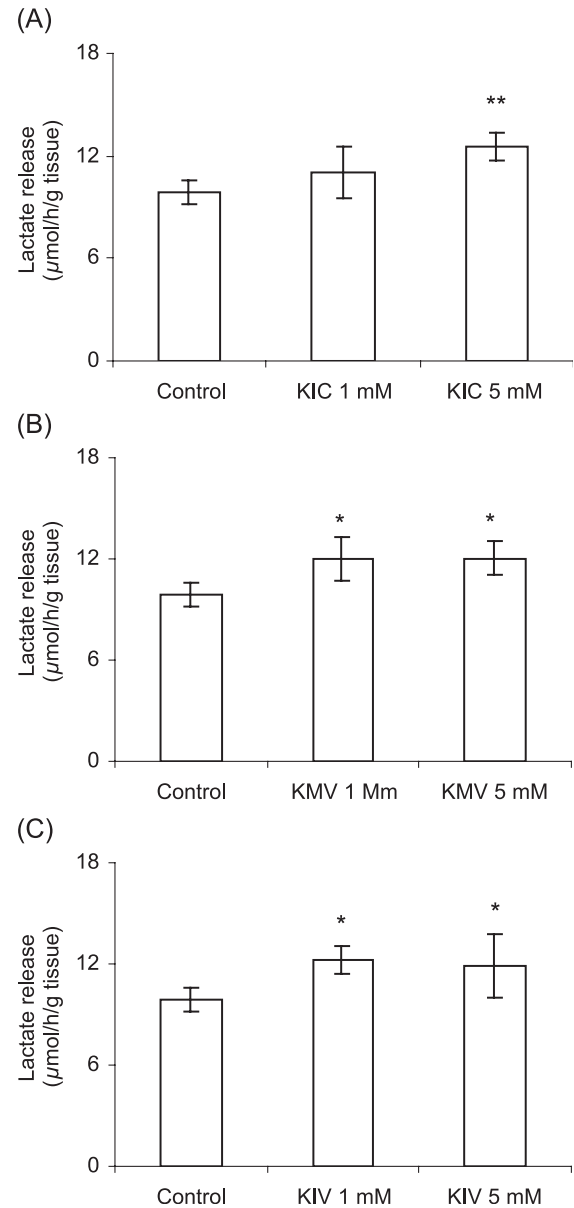 (A)
Lactate release
(µmol/h/g tissue)
18
12
6
0
**
Control KIC 1 mM KIC 5 mM
(B)
Lactate release
(µmol/h/g tissue)
18
12
6
0
* *
Control KMV 1 Mm KMV 5 mM
(C)
Lactate release
(µmol/h/g tissue)
18
12
6
0
* *
Control KIV 1 mM KIV 5 mM